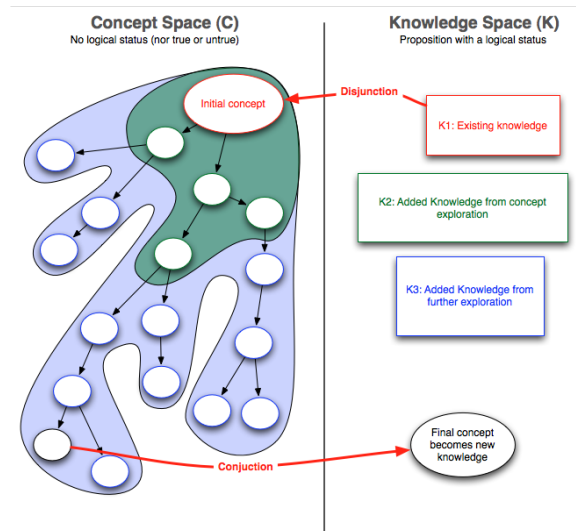 Concept Space (C)
No logical status (nor true or untrue)
Knowledge Space (K)
Proposition with a logical status
Initial concept
Disjunction
K1: Existing knowledge
K2: Added Knowledge from concept
exploration
K3: Added Knowledge from
further exploration
Final concept
becomes new
knowledge
Conjuction